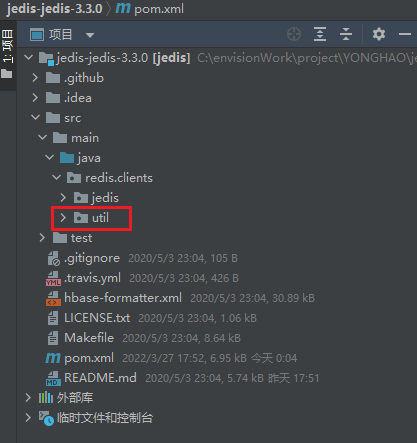 jedis-jedis-3.3.0 pom.xml
1: 项目
项目
jedis-jedis-3.3.0 [jedis] C:\envisionWork\project\YONGHAO\je
.github
.idea
src
main
java
redis.clients
jedis
util
test
.gitignore 2020/5/3 23:04, 105 B
.travis.yml 2020/5/3 23:04, 426 B
hbase-formatter.xml 2020/5/3 23:04, 30.89 kB
LICENSE.txt 2020/5/3 23:04, 1.06 kB
Makefile 2020/5/3 23:04, 8.64 kB
pom.xml 2022/3/27 17:52, 6.95 kB 今天 0:04
README.md 2020/5/3 23:04, 5.74 kB 昨天 17:51
外部库
临时文件和控制台